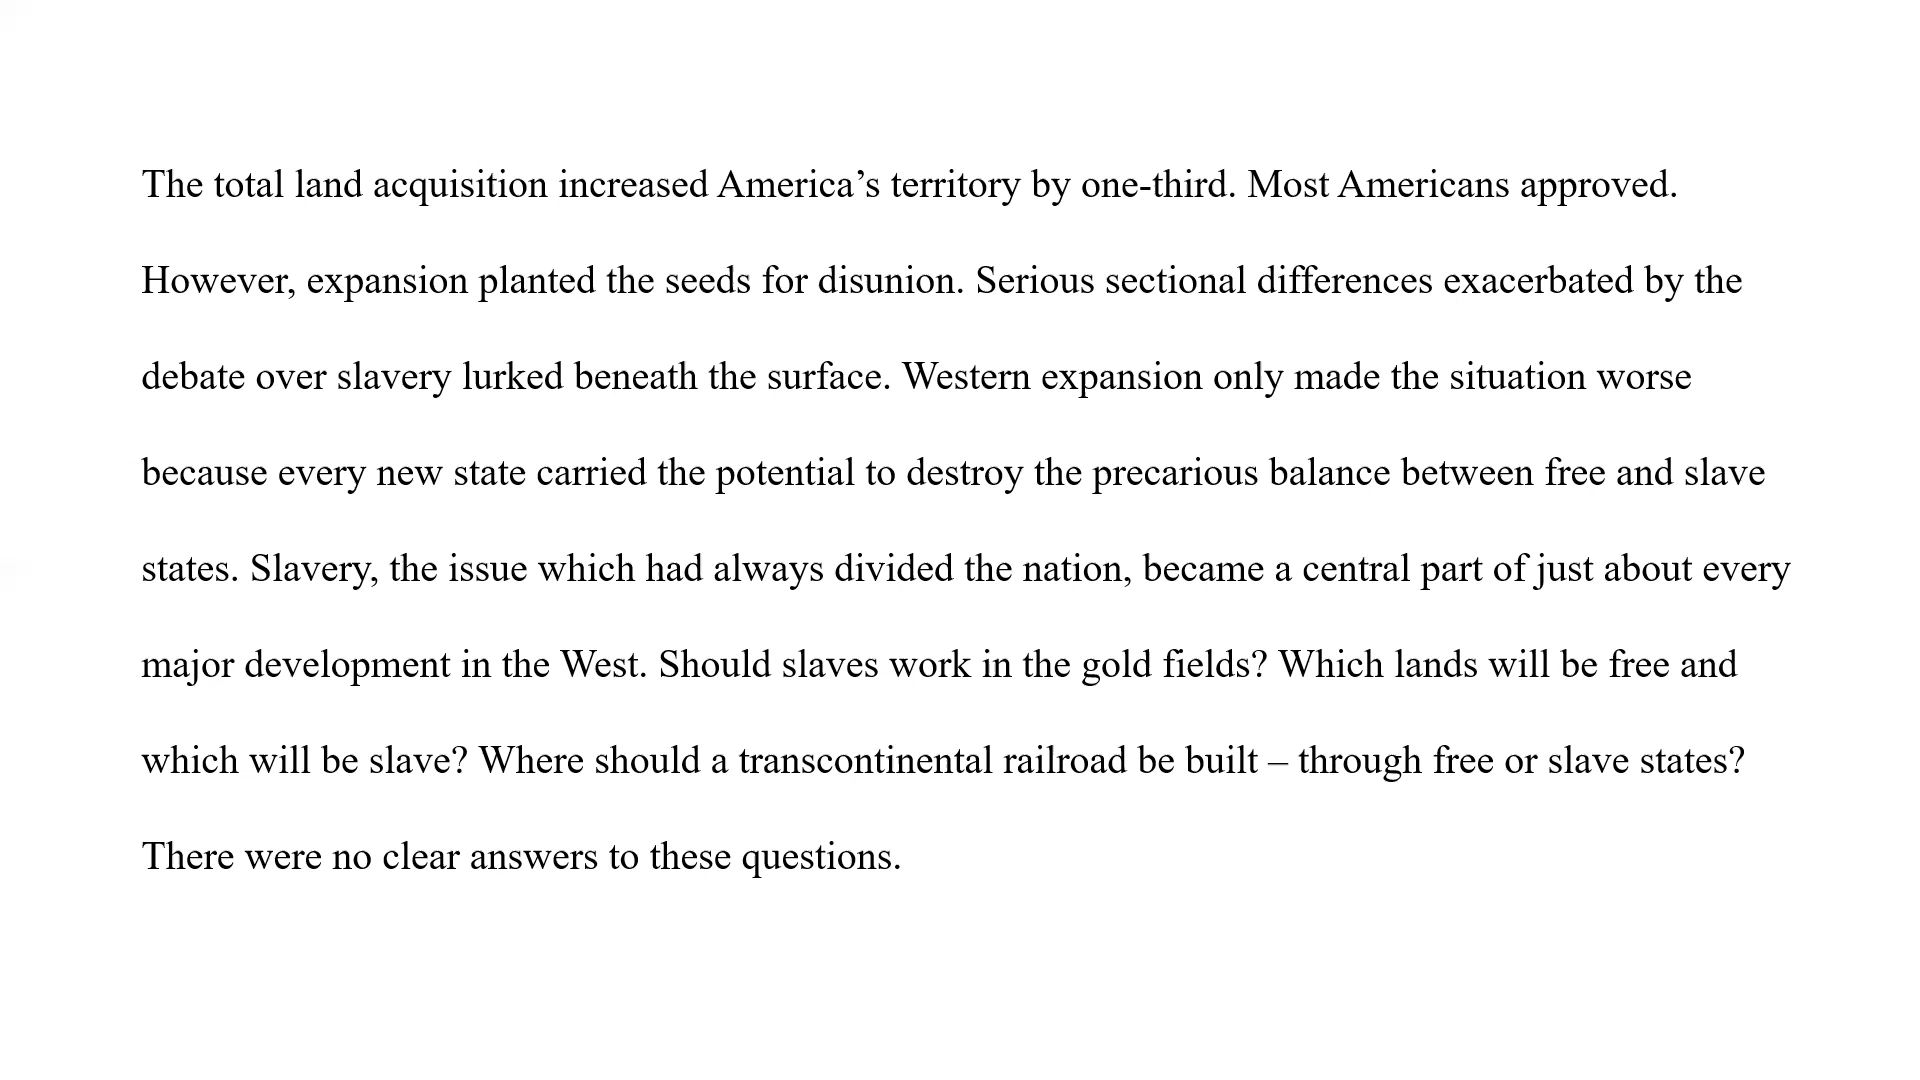 The total land acquisition increased America’s territory by one-third. Most Americans approved.
However, expansion planted the seeds for disunion. Serious sectional differences exacerbated by the
debate over slavery lurked beneath the surface. Western expansion only made the situation worse
because every new state carried the potential to destroy the precarious balance between free and slave
states. Slavery, the issue which had always divided the nation, became a central part of just about every
major development in the West. Should slaves work in the gold fields? Which lands will be free and
which will be slave? Where should a transcontinental railroad be built – through free or slave states?
There were no clear answers to these questions.